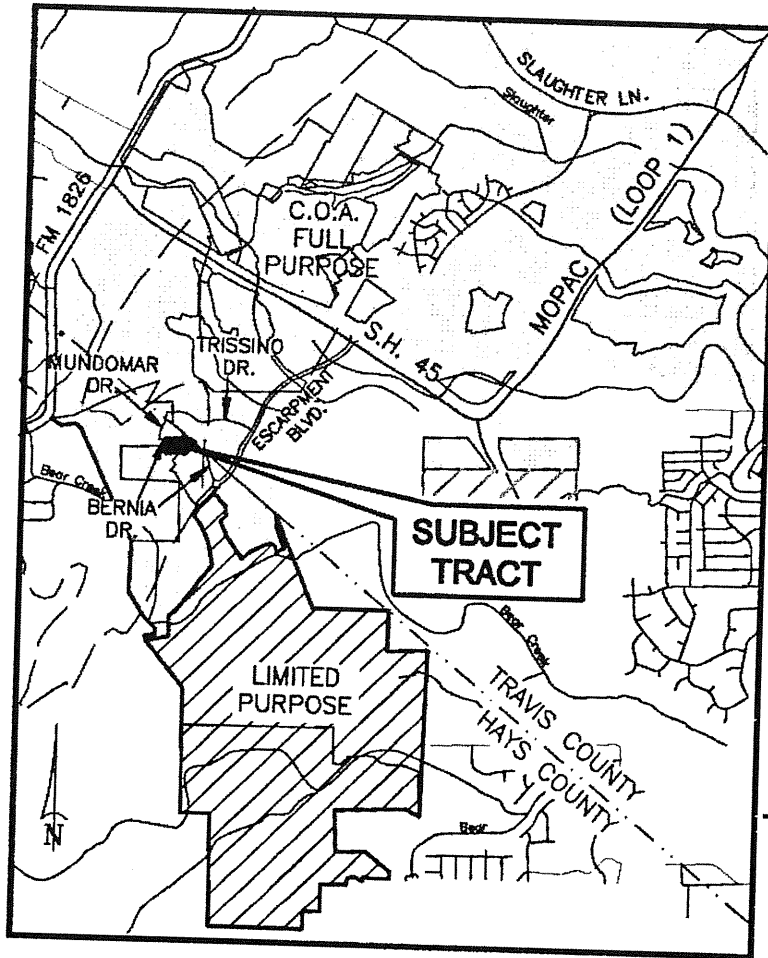 SLAUGHTER LN.
Slaughter
MOPAC (LOOP 1)
FM 1826
C.O.A.
FULL
PURPOSE
S.H. 45
TRISSINO
DR.
MUNDOMAR
DR.
ESCARPMENT
BLVD.
Bear Creek
BERNIA
DR.
SUBJECT
TRACT
Bear Creek
LIMITED
PURPOSE
TRAVIS COUNTY
HAYS COUNTY
N
Bear